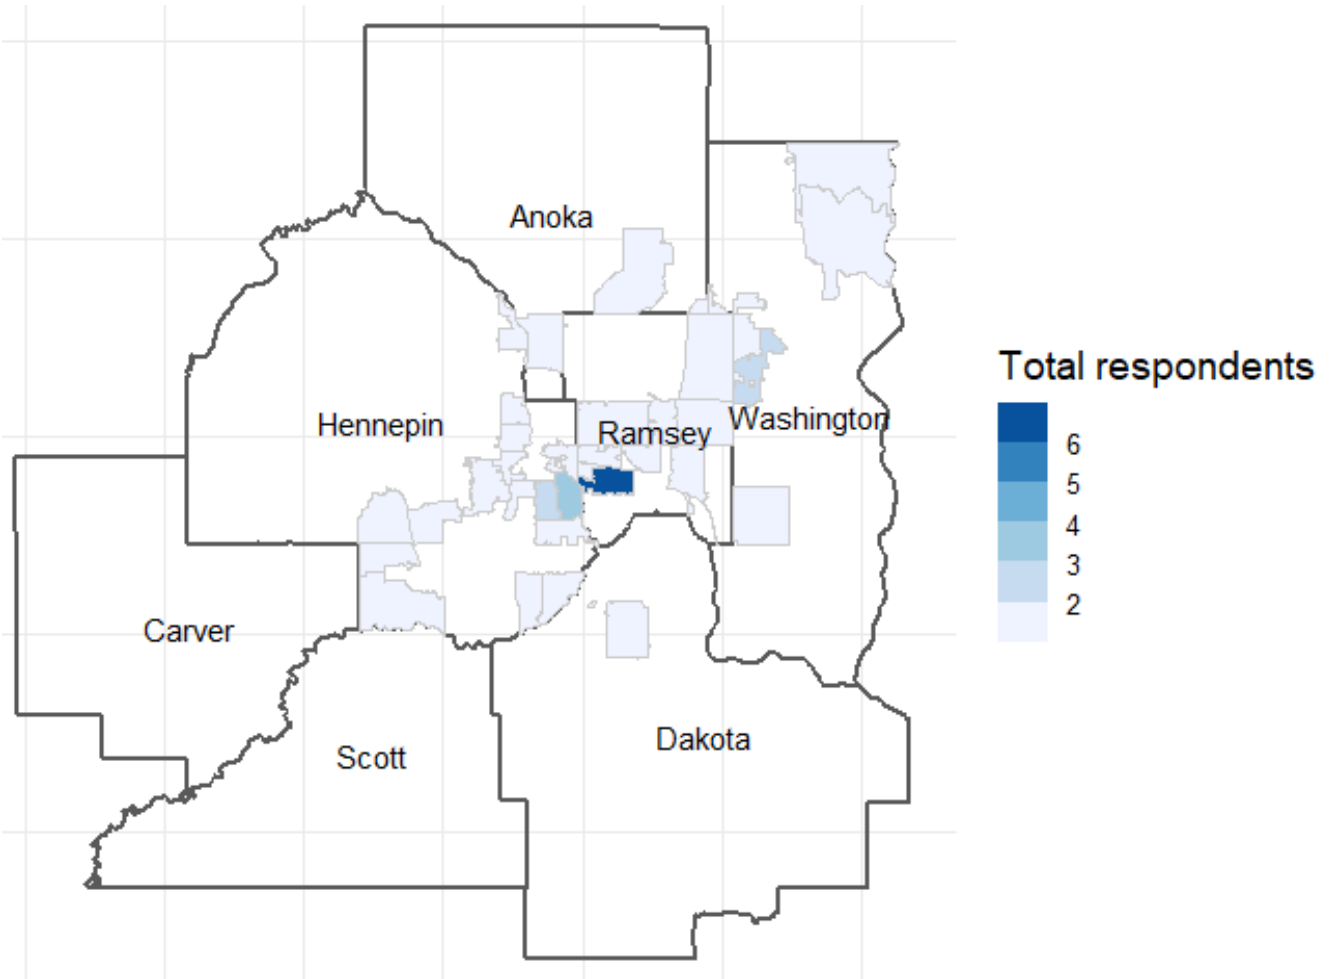 Anoka
Hennepin
Ramsey
Washington
Carver
Scott
Dakota
Total respondents
6
5
4
3
2